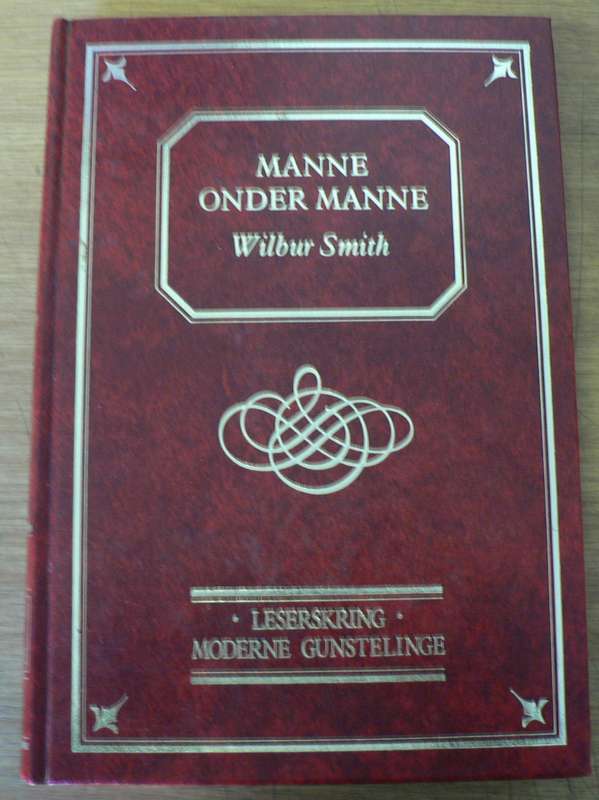 MANNE
ONDER MANNE
Wilbur Smith
· LESERSKRING ·
MODERNE GUNSTELINGE